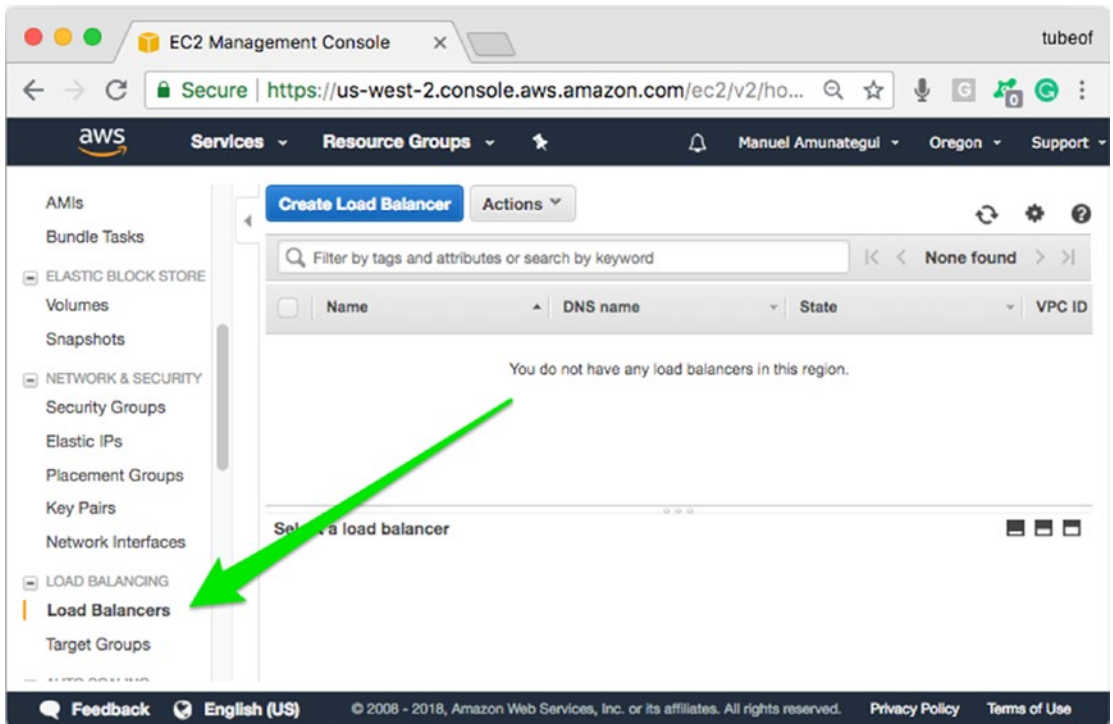 EC2 Management Console
tubeof
Secure https://us-west-2.console.aws.amazon.com/ec2/v2/ho...
G
0
G
aws Services Resource Groups Manuel Amunategui Oregon Support
AMIs
Bundle Tasks
ELASTIC BLOCK STORE
Volumes
Snapshots
NETWORK & SECURITY
Security Groups
Elastic IPs
Placement Groups
Key Pairs
Network Interfaces
LOAD BALANCING
Load Balancers
Target Groups
Create Load Balancer Actions
Filter by tags and attributes or search by keyword None found
Name DNS name State VPC ID
You do not have any load balancers in this region.
a load balancer
Feedback English (US) © 2008 - 2018, Amazon Web Services, Inc. or its affiliates. All rights reserved. Privacy Policy Terms of Use